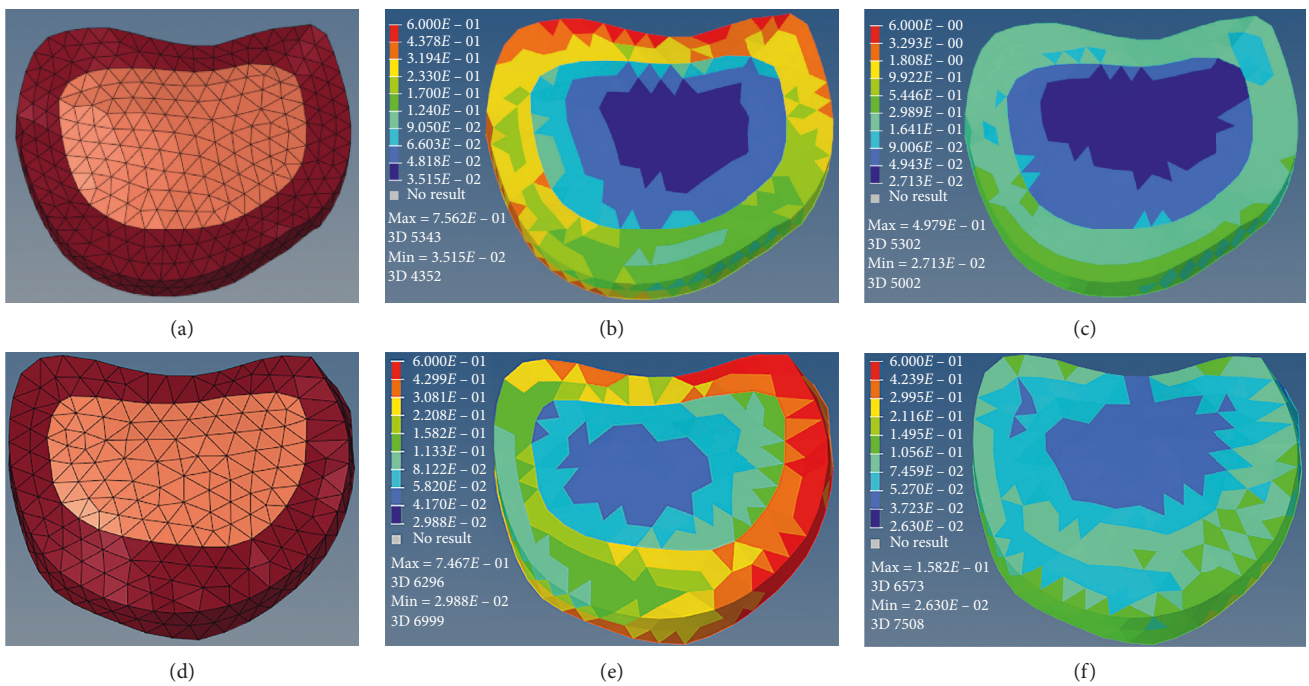 6.000E – 01
4.378E – 01
3.194E – 01
2.330E – 01
1.700E – 01
1.240E – 01
9.050E – 02
6.603E – 02
4.818E – 02
3.515E – 02
No result
Max = 7.562E – 01
3D 5343
Min = 3.515E – 02
3D 4352
6.000E – 00
3.293E – 00
1.808E – 00
9.922E – 01
5.446E – 01
2.989E – 01
1.641E – 01
9.006E – 02
4.943E – 02
2.713E – 02
No result
Max = 4.979E – 01
3D 5302
Min = 2.713E – 02
3D 5002
(a)
(b)
(c)
6.000E – 01
4.299E – 01
3.081E – 01
2.208E – 01
1.582E – 01
1.133E – 01
8.122E – 02
5.820E – 02
4.170E – 02
2.988E – 02
No result
Max = 7.467E – 01
3D 6296
Min = 2.988E – 02
3D 6999
6.000E – 01
4.239E – 01
2.995E – 01
2.116E – 01
1.495E – 01
1.056E – 01
7.459E – 02
5.270E – 02
3.723E – 02
2.630E – 02
No result
Max = 1.582E – 01
3D 6573
Min = 2.630E – 02
3D 7508
(d)
(e)
(f)